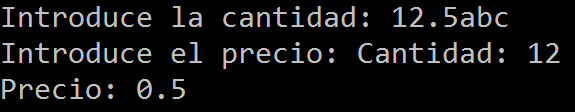 Introduce la cantidad: 12.5abc
Introduce el precio: Cantidad: 12
Precio: 0.5